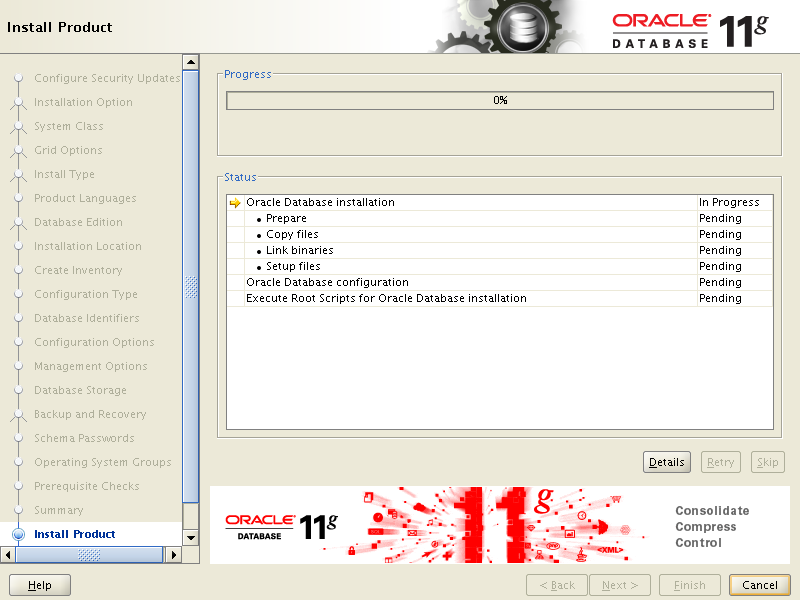 Install Product
ORACLE
DATABASE
11g
Configure Security Updates
Installation Option
System Class
Grid Options
Install Type
Product Languages
Database Edition
Installation Location
Create Inventory
Configuration Type
Database Identifiers
Configuration Options
Management Options
Database Storage
Backup and Recovery
Schema Passwords
Operating System Groups
Prerequisite Checks
Summary
Install Product
Progress
0%
Status
Oracle Database installation In Progress
Prepare Pending
Copy files Pending
Link binaries Pending
Setup files Pending
Oracle Database configuration Pending
Execute Root Scripts for Oracle Database installation Pending
Details Retry Skip
ORACLE
DATABASE
11g
11g
<XML>
Consolidate
Compress
Control
Help < Back Next > Finish Cancel